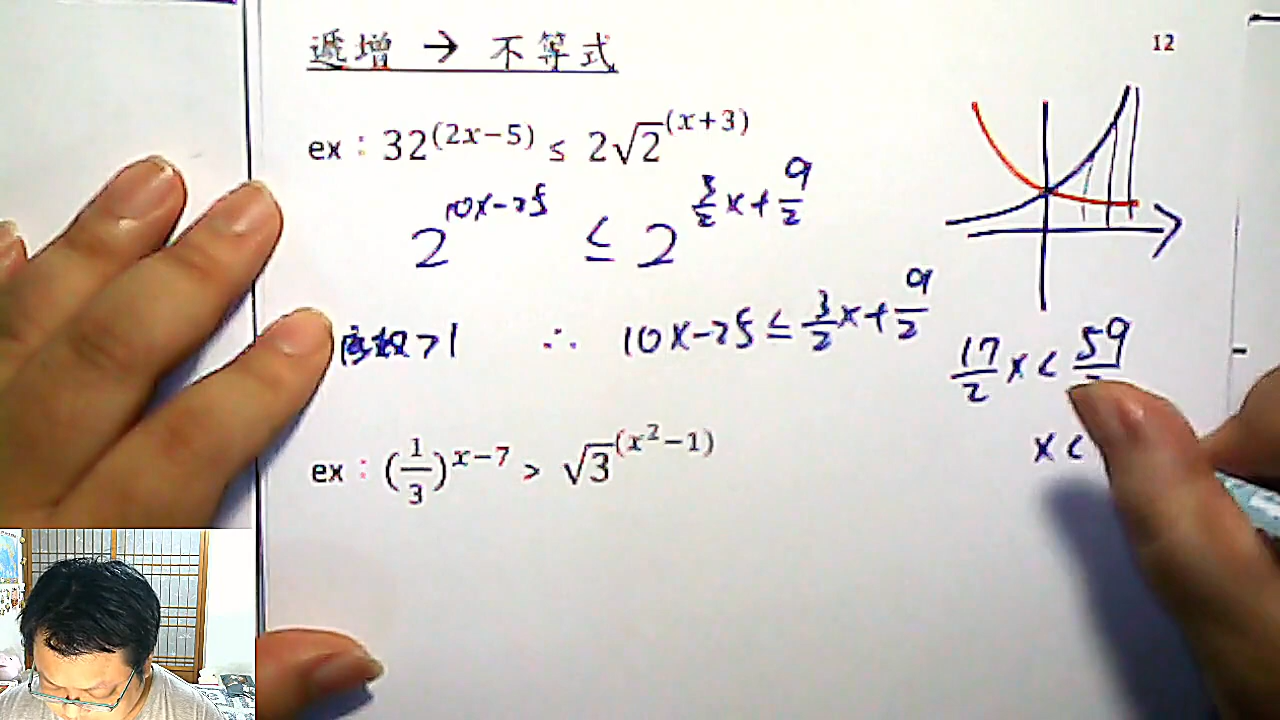 遞增 → 不等式
12
ex：32^(2x−5) ≤ 2√2^(x+3)
2^(10x−25) ≤ 2^(3/2 x + 9/2)
底數>1 ∴ 10x−25 ≤ 3/2 x + 9/2
17/2 x < 59/
x <
ex：(1/3)^(x−7) > √3^(x²−1)